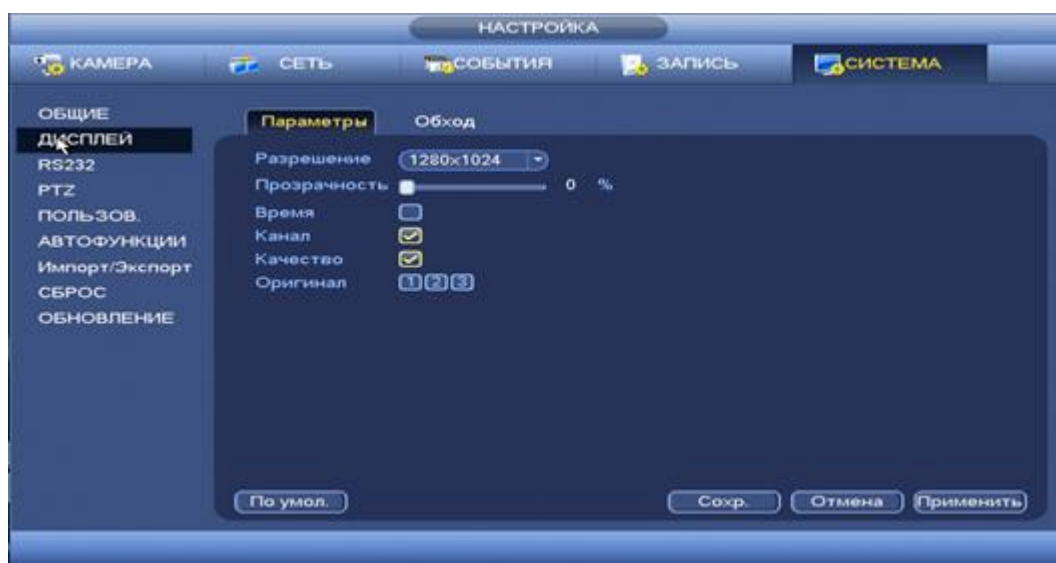 НАСТРОЙКА
КАМЕРА СЕТЬ СОБЫТИЯ ЗАПИСЬ СИСТЕМА
ОБЩИЕ
ДИСПЛЕЙ
RS232
PTZ
ПОЛЬЗОВ.
АВТОФУНКЦИИ
Импорт/Экспорт
СБРОС
ОБНОВЛЕНИЕ
Параметры Обход
Разрешение 1280x1024
Прозрачность 0 %
Время
Канал
Качество
Оригинал 1 2 3
По умол. Сохр. Отмена Применить